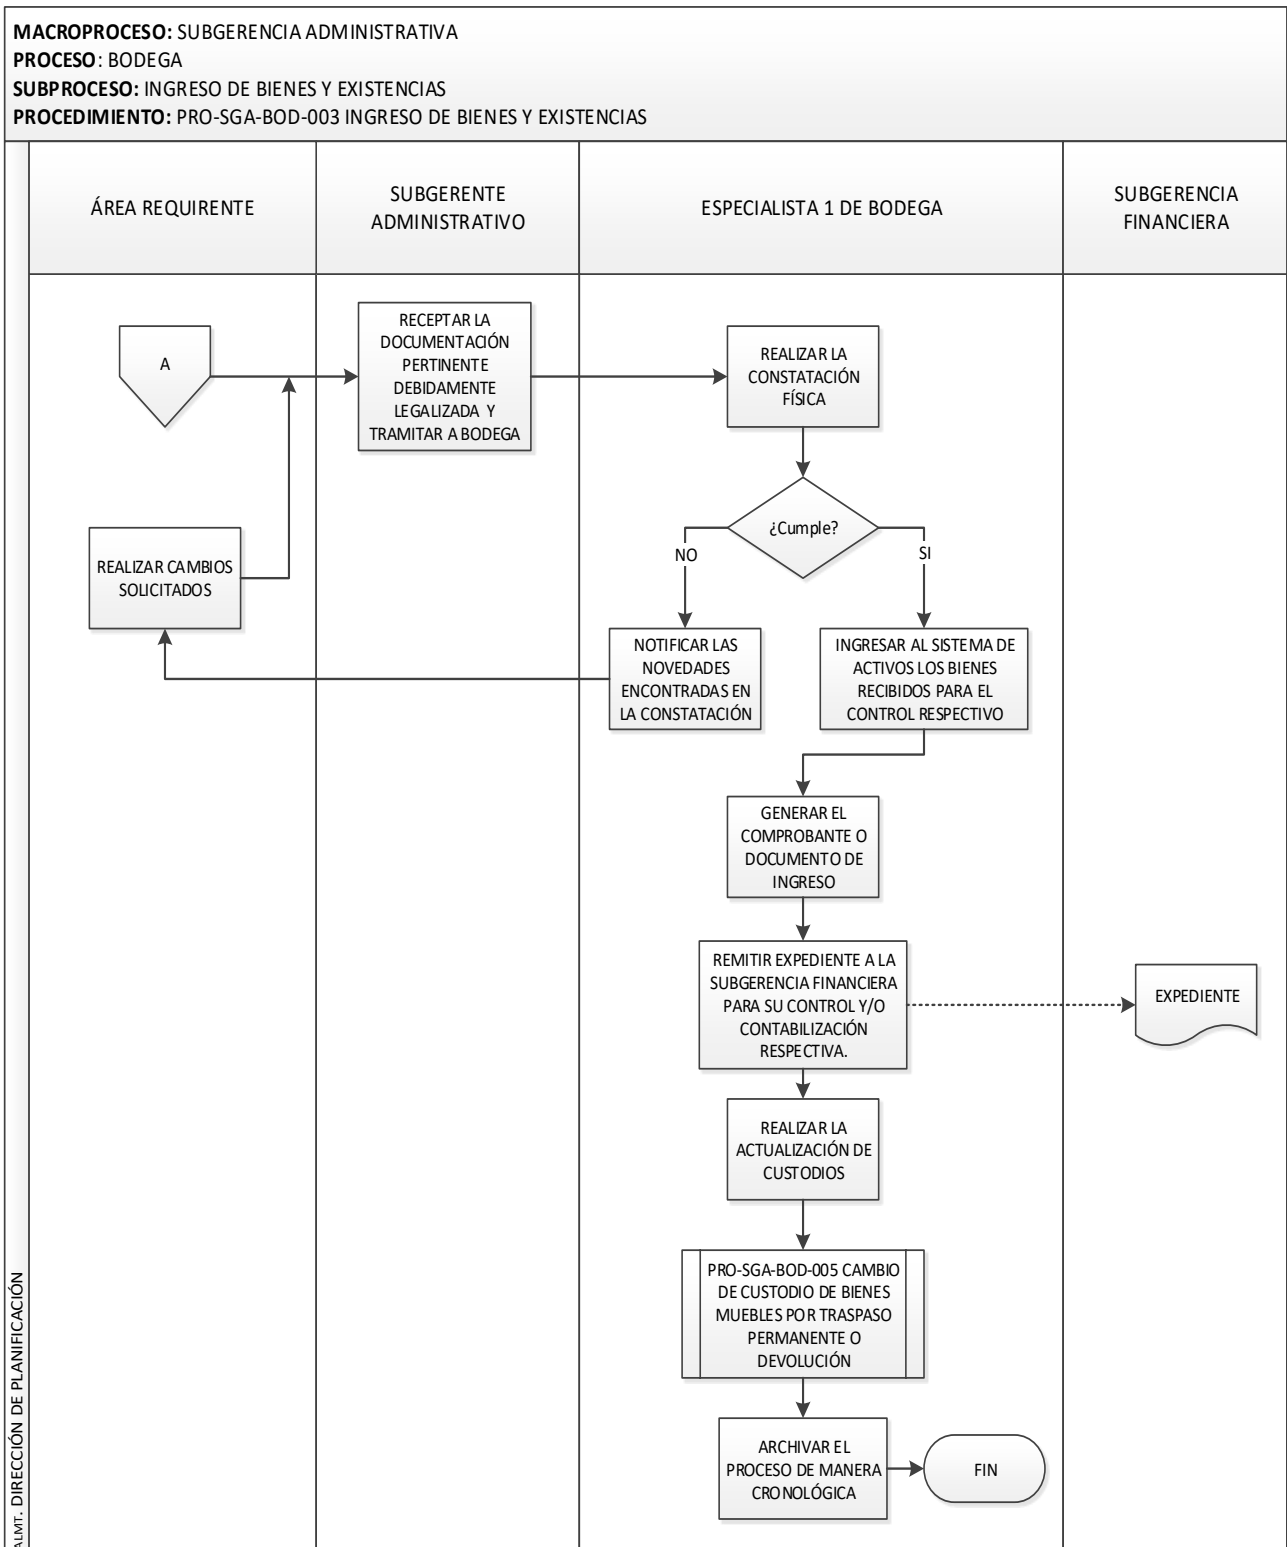 MACROPROCESO: SUBGERENCIA ADMINISTRATIVA
PROCESO: BODEGA
SUBPROCESO: INGRESO DE BIENES Y EXISTENCIAS
PROCEDIMIENTO: PRO-SGA-BOD-003 INGRESO DE BIENES Y EXISTENCIAS
ÁREA REQUIRENTE
SUBGERENTE
ADMINISTRATIVO
ESPECIALISTA 1 DE BODEGA
SUBGERENCIA
FINANCIERA
A
RECEPTAR LA
DOCUMENTACIÓN
PERTINENTE
DEBIDAMENTE
LEGALIZADA Y
TRAMITAR A BODEGA
REALIZAR LA
CONSTATACIÓN
FÍSICA
¿Cumple?
NO
SI
REALIZAR CAMBIOS
SOLICITADOS
NOTIFICAR LAS
NOVEDADES
ENCONTRADAS EN
LA CONSTATACIÓN
INGRESAR AL SISTEMA DE
ACTIVOS LOS BIENES
RECIBIDOS PARA EL
CONTROL RESPECTIVO
GENERAR EL
COMPROBANTE O
DOCUMENTO DE
INGRESO
REMITIR EXPEDIENTE A LA
SUBGERENCIA FINANCIERA
PARA SU CONTROL Y/O
CONTABILIZACIÓN
RESPECTIVA.
EXPEDIENTE
REALIZAR LA
ACTUALIZACIÓN DE
CUSTODIOS
PRO-SGA-BOD-005 CAMBIO
DE CUSTODIO DE BIENES
MUEBLES POR TRASPASO
PERMANENTE O
DEVOLUCIÓN
ARCHIVAR EL
PROCESO DE MANERA
CRONOLÓGICA
FIN
ALMT. DIRECCIÓN DE PLANIFICACIÓN